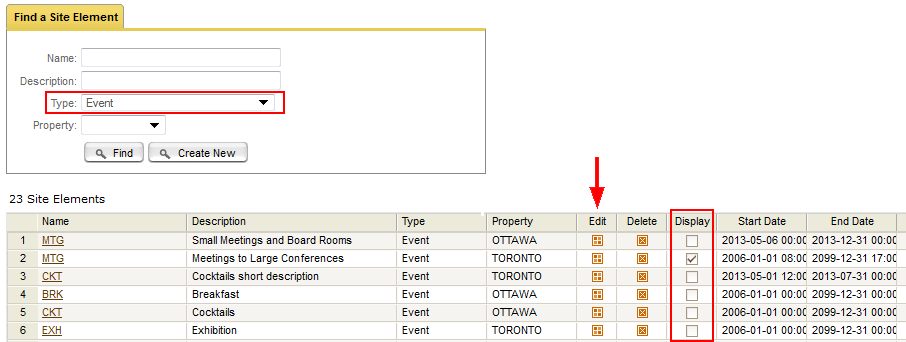 Find a Site Element
Name:
Description:
Type: Event
Property:
Find Create New
23 Site Elements
Name Description Type Property Edit Delete Display Start Date End Date
1 MTG Small Meetings and Board Rooms Event OTTAWA 2013-05-06 00:00 2013-12-31 00:00
2 MTG Meetings to Large Conferences Event TORONTO 2006-01-01 08:00 2099-12-31 17:00
3 CKT Cocktails short description Event TORONTO 2013-05-01 12:00 2013-07-31 00:00
4 BRK Breakfast Event OTTAWA 2006-01-01 00:00 2099-12-31 00:00
5 CKT Cocktails Event OTTAWA 2006-01-01 00:00 2099-12-31 00:00
6 EXH Exhibition Event TORONTO 2006-01-01 00:00 2099-12-31 00:00